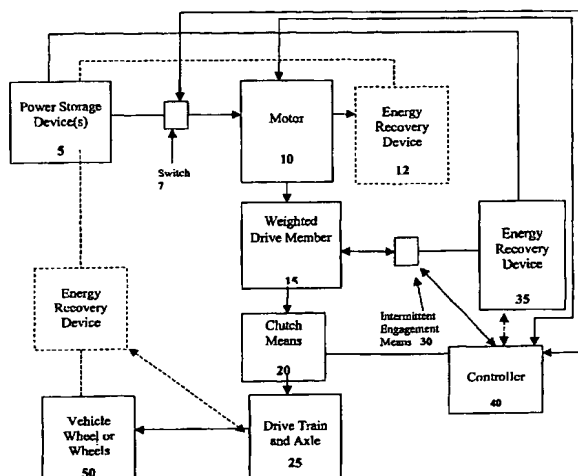 Power Storage
Device(s)
5
Switch
7
Motor
10
Energy
Recovery
Device
12
Weighted
Drive Member
15
Energy
Recovery
Device
35
Intermittent
Engagement
Means 30
Energy
Recovery
Device
Clutch
Means
20
Controller
40
Vehicle
Wheel or
Wheels
50
Drive Train
and Axle
25